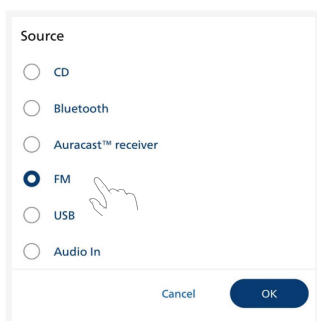 Source
CD
Bluetooth
Auracast™ receiver
FM
USB
Audio In
Cancel OK